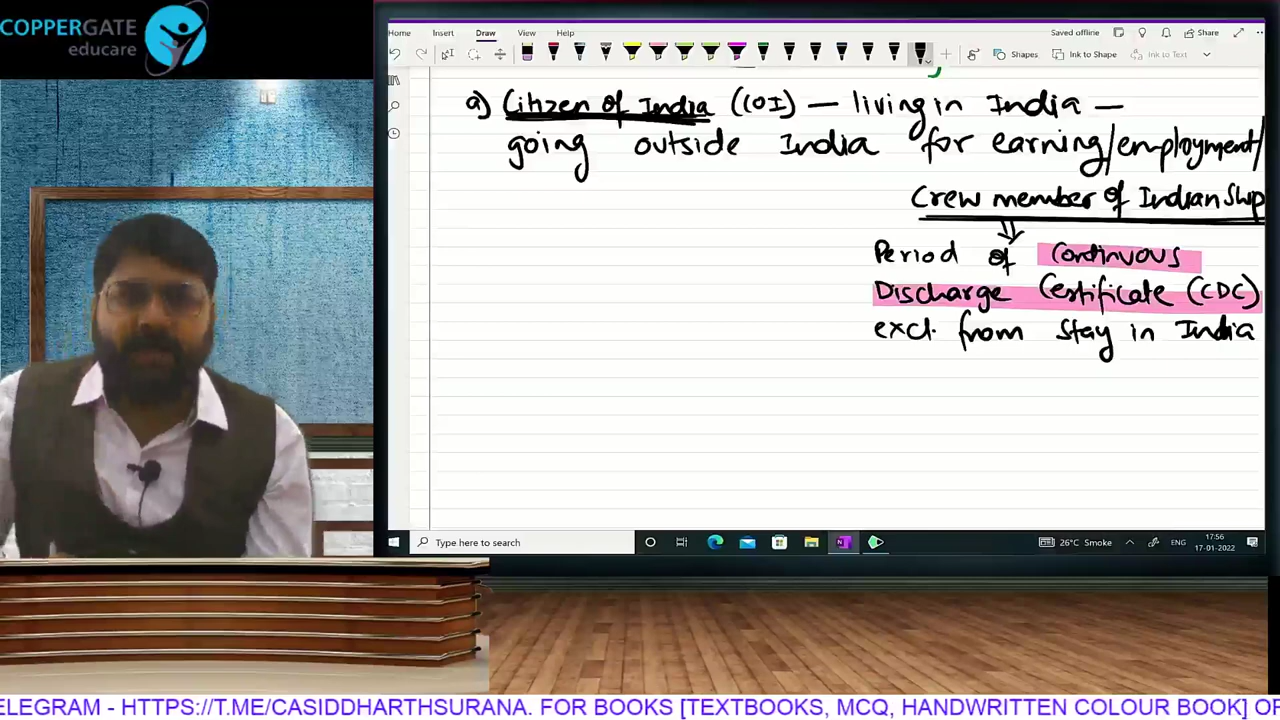 COPPERGATE
educare
Home Insert Draw View Help
Saved offline
Share
Shapes
Ink to Shape
Ink to Text
a) Citizen of India (COI) — living in India —
going outside India for earning/employment/
Crew member of Indian Ship
Period of Continuous
Discharge Certificate (CDC)
excl. from stay in India
Type here to search
26°C Smoke
ENG
17:56
17-01-2022
ELEGRAM - HTTPS://T.ME/CASIDDHARTHSURANA. FOR BOOKS [TEXTBOOKS, MCQ, HANDWRITTEN COLOUR BOOK] OR